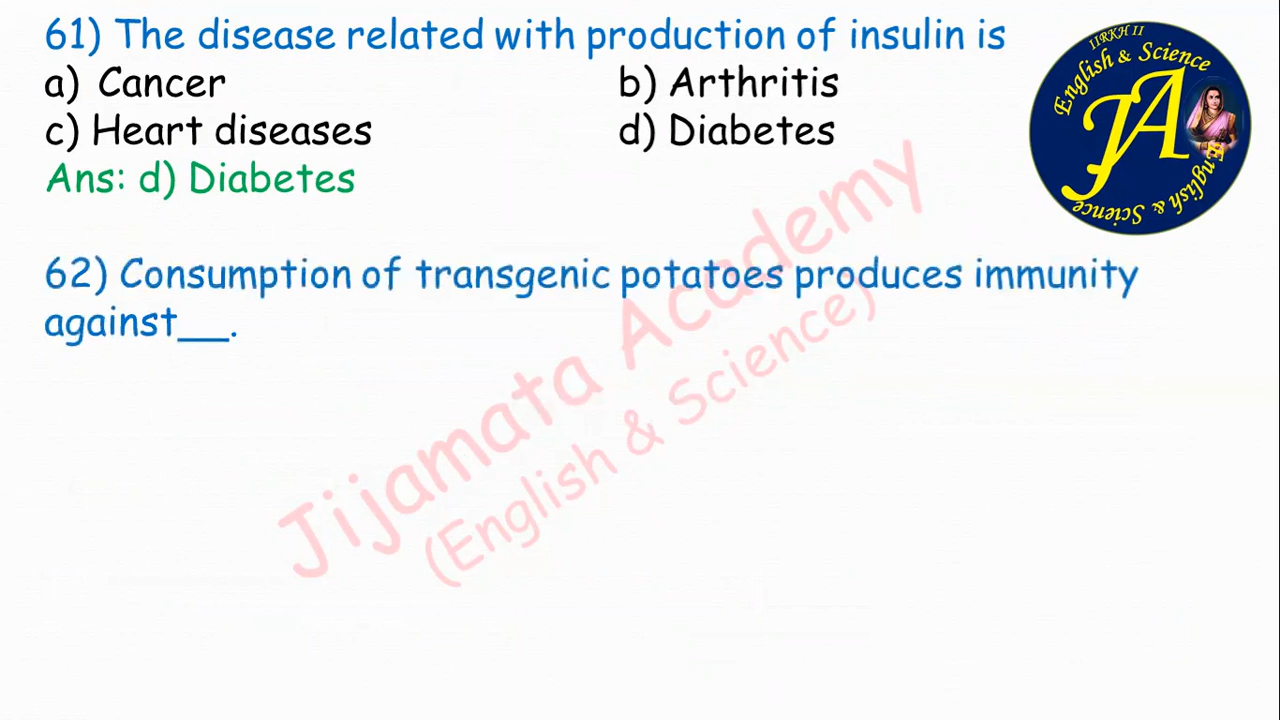 61) The disease related with production of insulin is
a) Cancer b) Arthritis
c) Heart diseases d) Diabetes
Ans: d) Diabetes
62) Consumption of transgenic potatoes produces immunity
against__.
Jijamata Academy
(English & Science)
English & Science
JA
English & Science